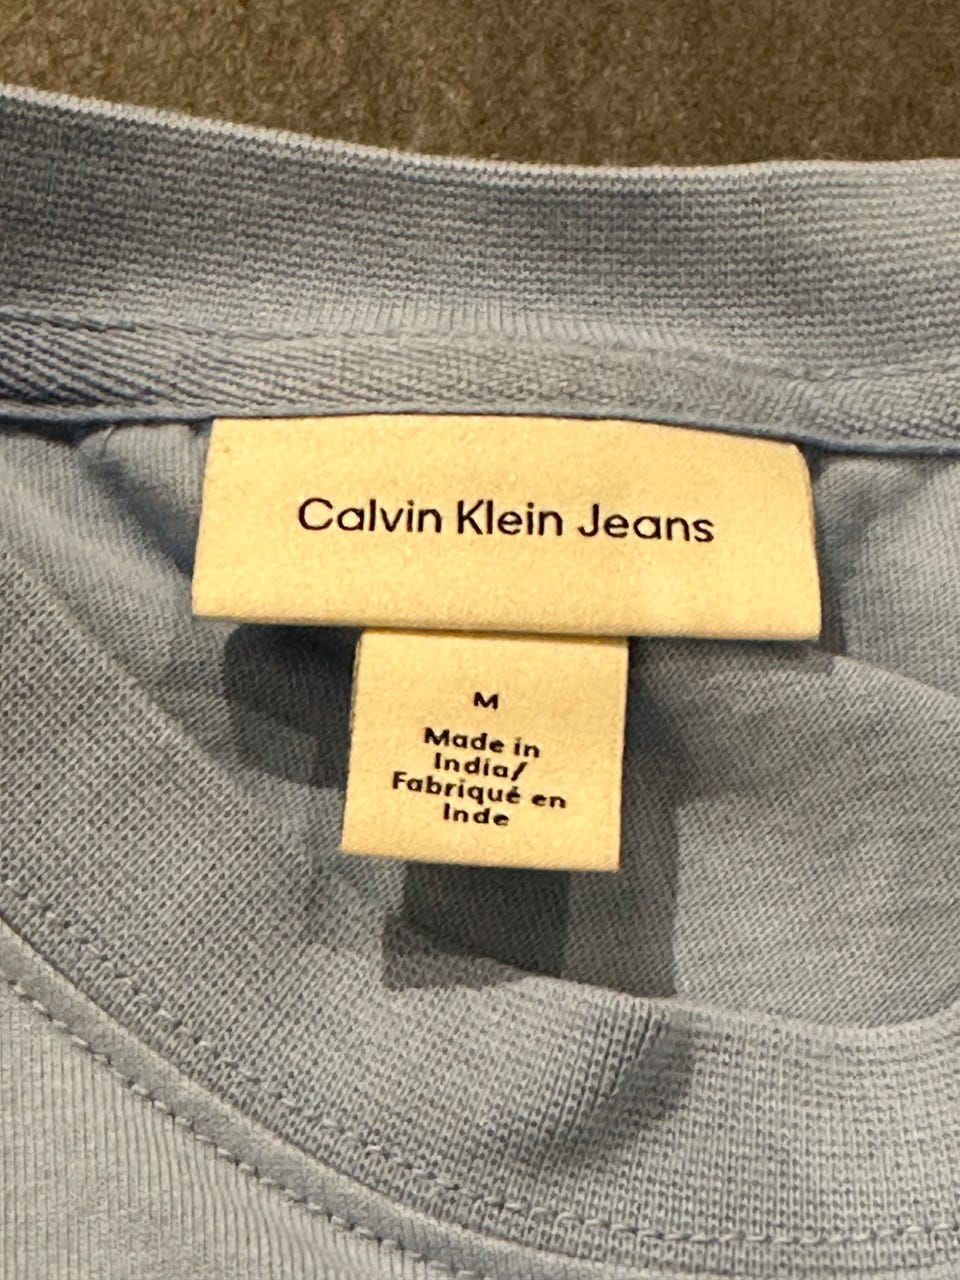 Calvin Klein Jeans
M
Made in
India/
Fabriqué en
Inde